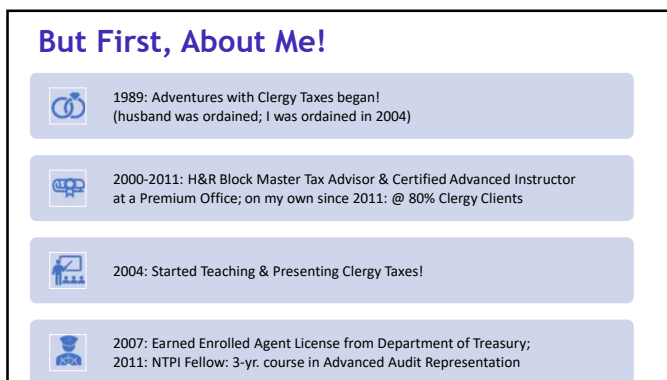 But First, About Me!
1989: Adventures with Clergy Taxes began!
(husband was ordained; I was ordained in 2004)
2000-2011: H&R Block Master Tax Advisor & Certified Advanced Instructor
at a Premium Office; on my own since 2011: @ 80% Clergy Clients
2004: Started Teaching & Presenting Clergy Taxes!
2007: Earned Enrolled Agent License from Department of Treasury;
2011: NTPI Fellow: 3-yr. course in Advanced Audit Representation